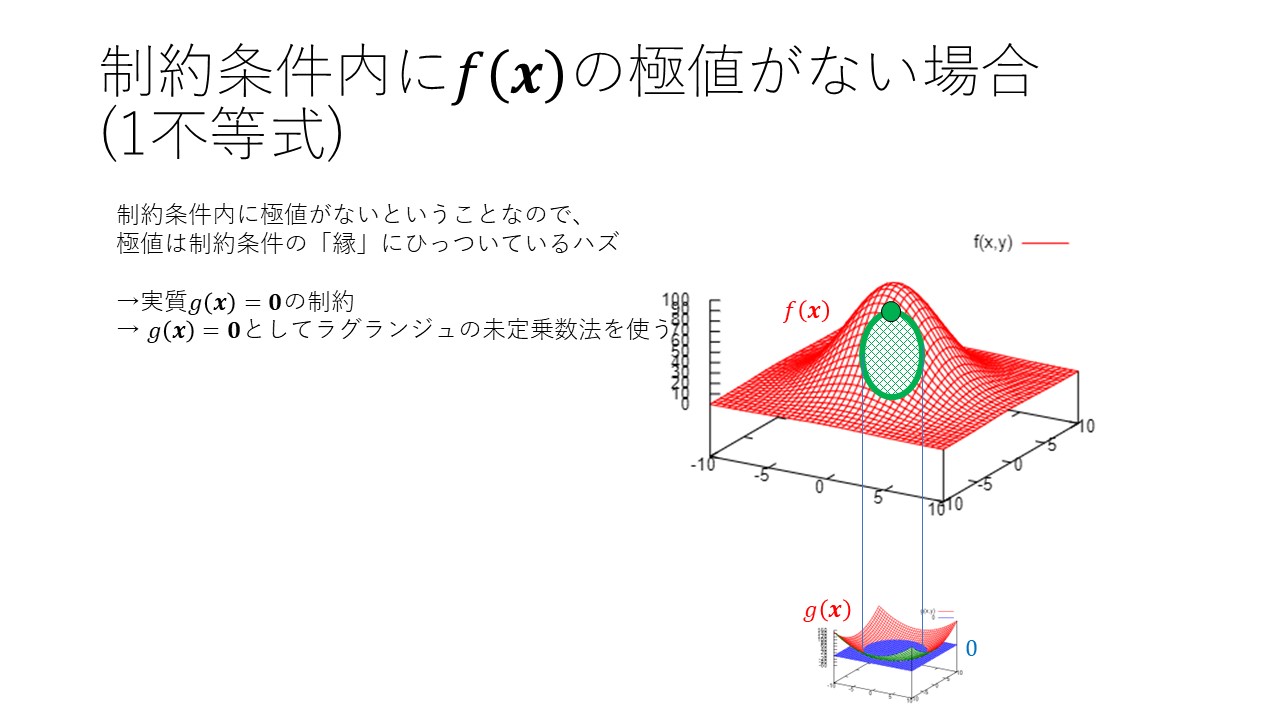 制約条件内に𝒇(𝒙)の極値がない場合
(1不等式)
制約条件内に極値がないということなので、
極値は制約条件の「縁」にひっついているハズ
→実質𝑔(𝒙) = 𝟎の制約
→ 𝑔(𝒙) = 𝟎としてラグランジュの未定乗数法を使う
f(x,y)
𝑓(𝒙)
100
90
80
70
60
50
40
30
20
10
0
-10
-5
0
5
10
-10
-5
0
5
10
𝑔(𝒙)
0